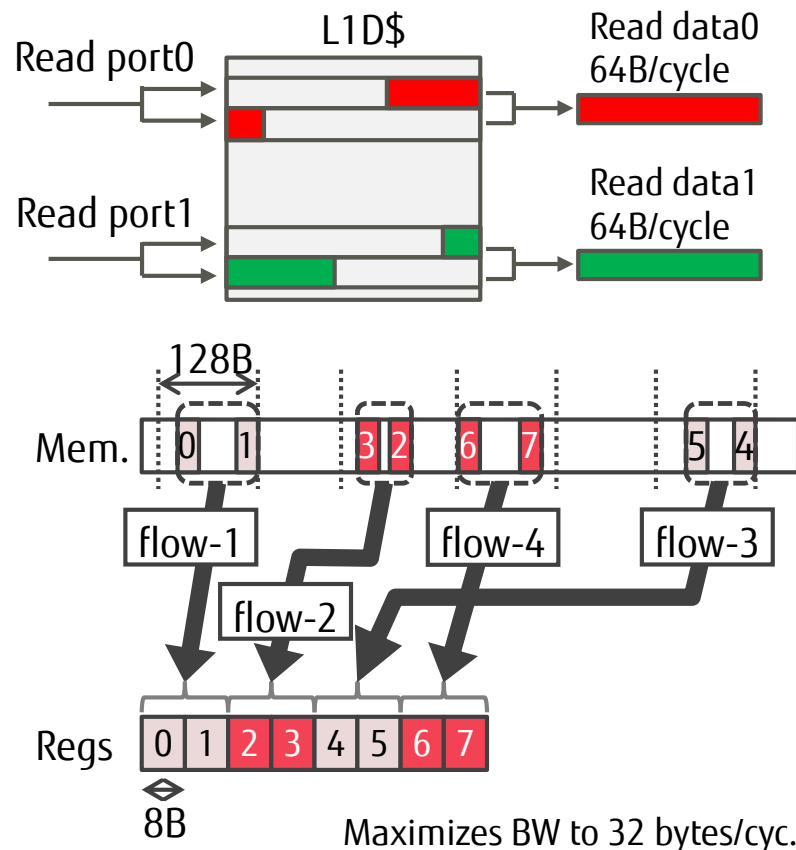 L1D$
Read port0
Read data0
64B/cycle
Read port1
Read data1
64B/cycle
128B
Mem.
0 1 3 2 6 7 5 4
flow-1
flow-4
flow-3
flow-2
Regs
0 1 2 3 4 5 6 7
8B
Maximizes BW to 32 bytes/cyc.